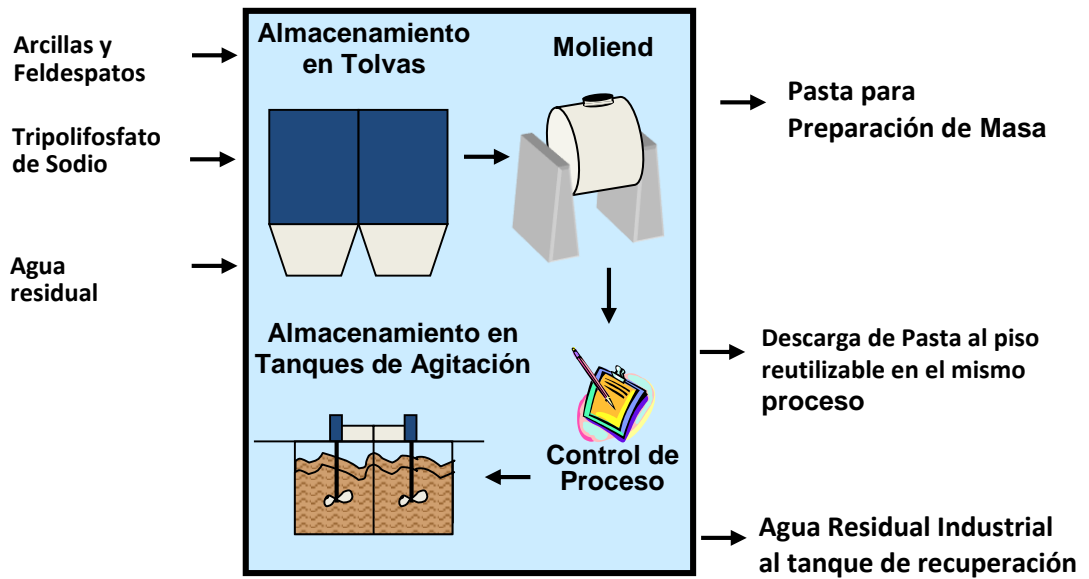 Arcillas y
Feldespatos
Tripolifosfato
de Sodio
Agua
residual
Almacenamiento
en Tolvas
Moliend
Almacenamiento en
Tanques de Agitación
Control de
Proceso
Pasta para
Preparación de Masa
Descarga de Pasta al piso
reutilizable en el mismo
proceso
Agua Residual Industrial
al tanque de recuperación